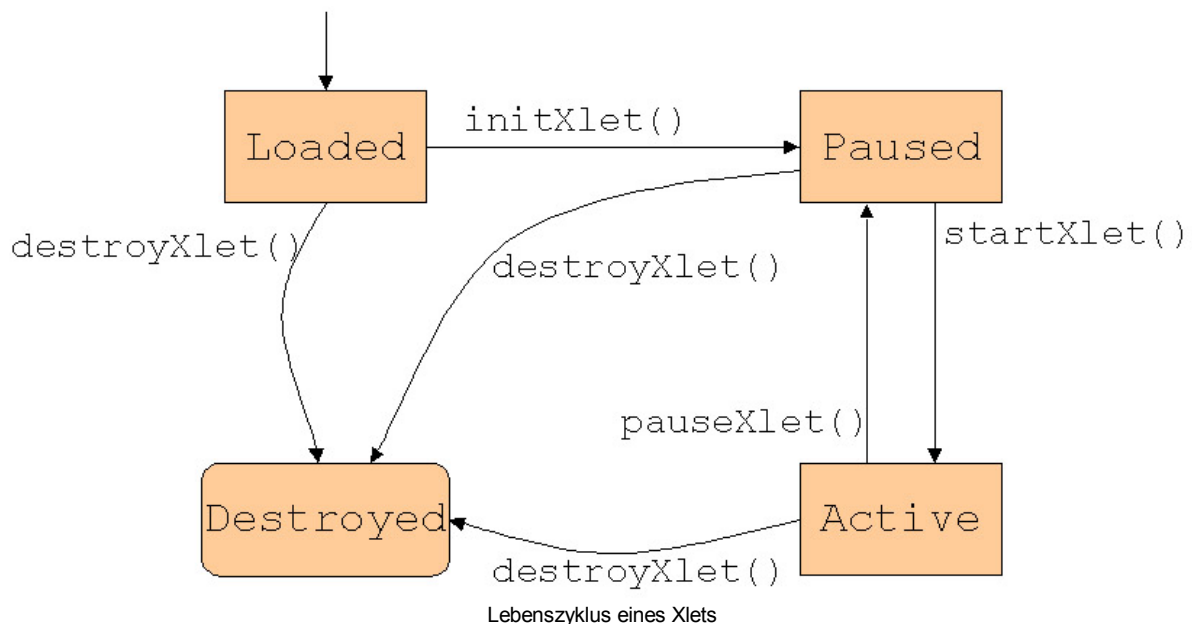 initXlet()
Loaded
Paused
destroyXlet()
startXlet()
destroyXlet()
pauseXlet()
Destroyed
Active
destroyXlet()
Lebenszyklus eines Xlets